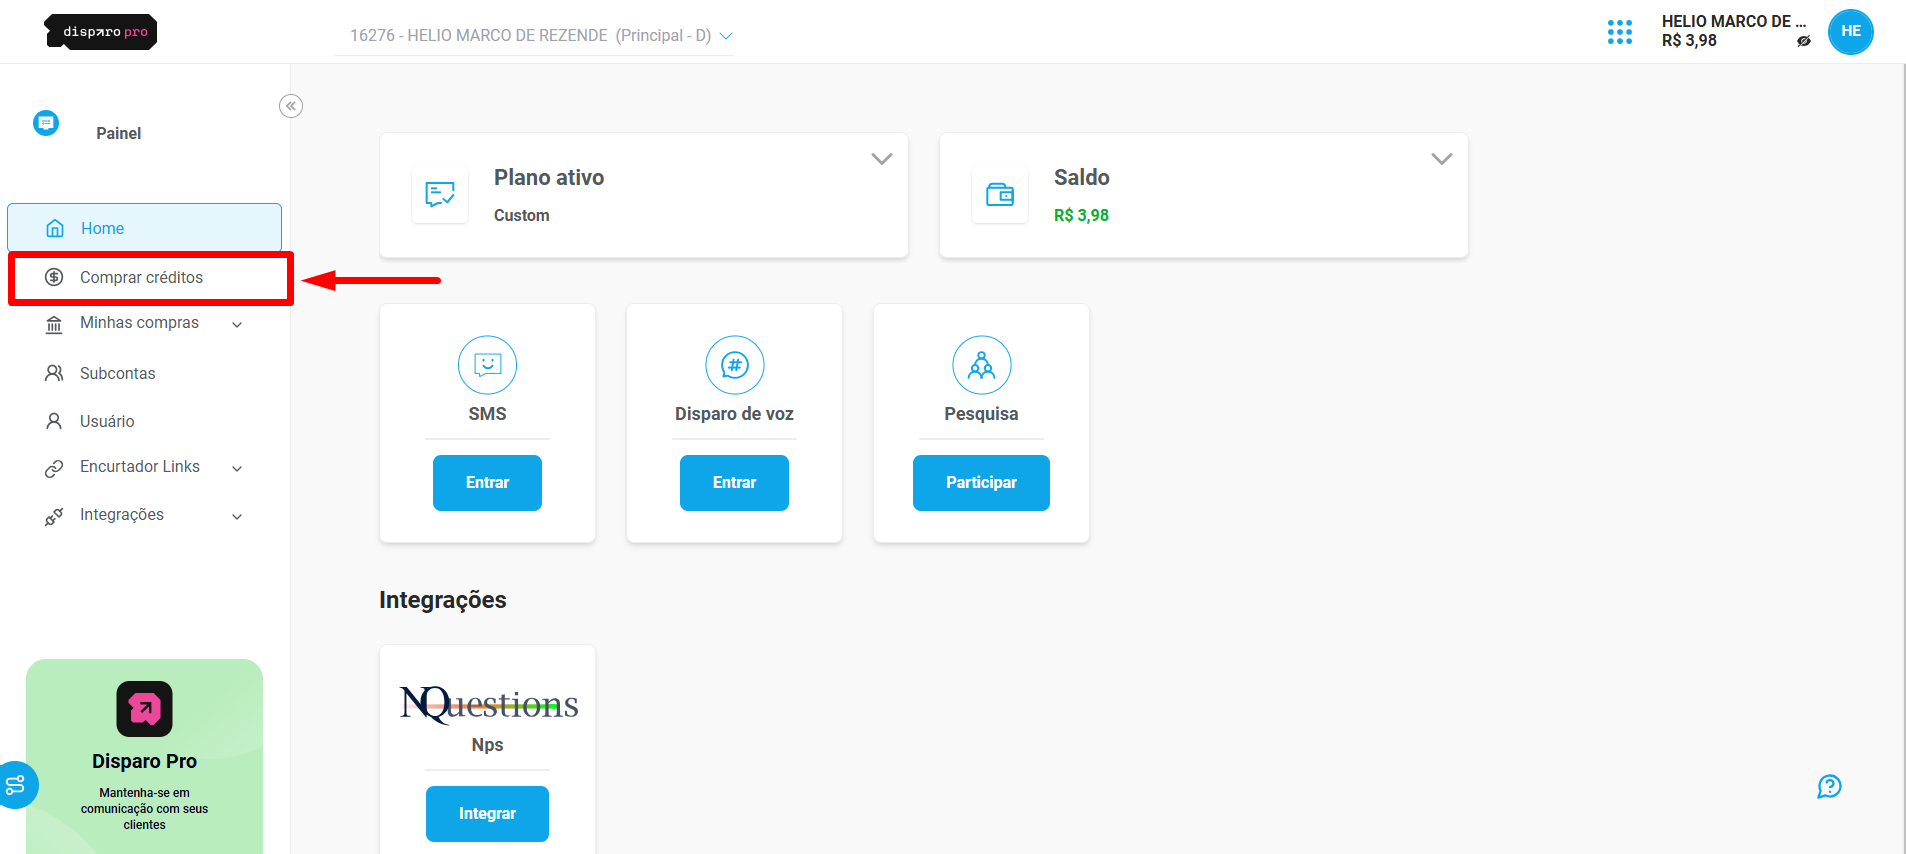 dispɅro pro
16276 - HELIO MARCO DE REZENDE (Principal - D)
HELIO MARCO DE ...
R$ 3,98
HE
Painel
Home
Comprar créditos
Minhas compras
Subcontas
Usuário
Encurtador Links
Integrações
Plano ativo
Custom
Saldo
R$ 3,98
SMS
Entrar
Disparo de voz
Entrar
Pesquisa
Participar
Integrações
NQuestions
Nps
Integrar
Disparo Pro
Mantenha-se em
comunicação com seus
clientes